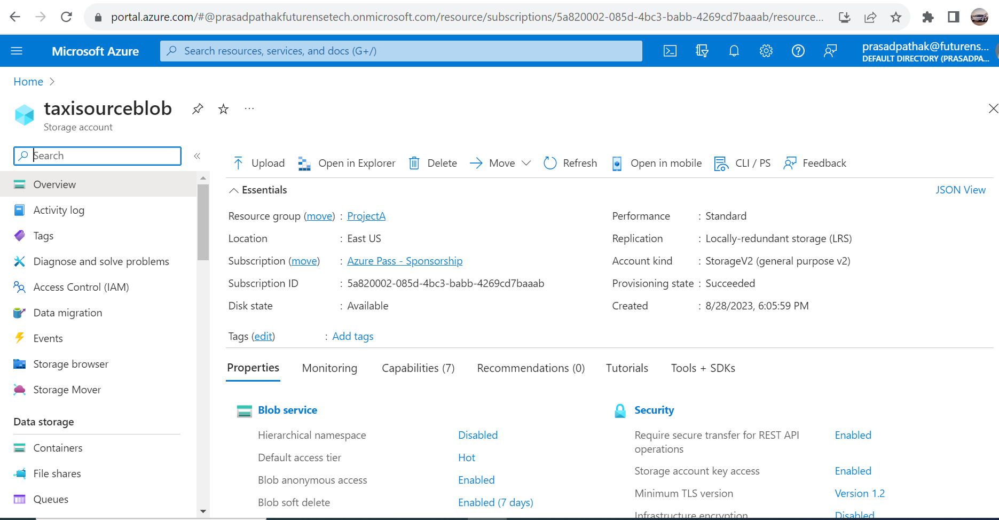 portal.azure.com/#@prasadpathakfuturensetech.onmicrosoft.com/resource/subscriptions/5a820002-085d-4bc3-babb-4269cd7baaab/resource...
Microsoft Azure
Search resources, services, and docs (G+/)
prasadpathak@futurens...
DEFAULT DIRECTORY (PRASADPA...
Home
taxisourceblob
Storage account
Search
Overview
Activity log
Tags
Diagnose and solve problems
Access Control (IAM)
Data migration
Events
Storage browser
Storage Mover
Data storage
Containers
File shares
Queues
Upload Open in Explorer Delete Move Refresh Open in mobile CLI / PS Feedback
Essentials
JSON View
Resource group (move) : ProjectA
Location : East US
Subscription (move) : Azure Pass - Sponsorship
Subscription ID : 5a820002-085d-4bc3-babb-4269cd7baaab
Disk state : Available
Performance : Standard
Replication : Locally-redundant storage (LRS)
Account kind : StorageV2 (general purpose v2)
Provisioning state : Succeeded
Created : 8/28/2023, 6:05:59 PM
Tags (edit) : Add tags
Properties Monitoring Capabilities (7) Recommendations (0) Tutorials Tools + SDKs
Blob service
Hierarchical namespace Disabled
Default access tier Hot
Blob anonymous access Enabled
Blob soft delete Enabled (7 days)
Security
Require secure transfer for REST API Enabled
operations
Storage account key access Enabled
Minimum TLS version Version 1.2
Infrastructure encryption Disabled